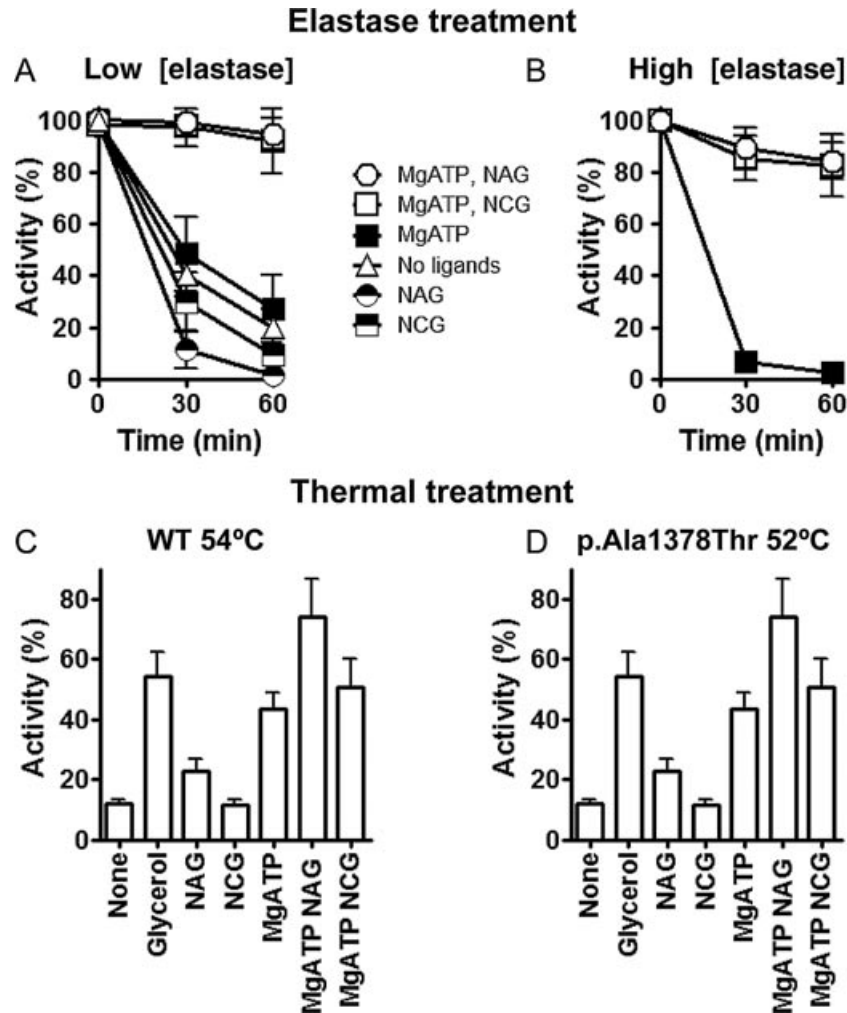 Elastase treatment
A Low [elastase]
B High [elastase]
Activity (%)
100
80
60
40
20
0
0 30 60
Time (min)
MgATP, NAG
MgATP, NCG
MgATP
No ligands
NAG
NCG
Activity (%)
100
80
60
40
20
0
0 30 60
Time (min)
Thermal treatment
C WT 54ºC
D p.Ala1378Thr 52ºC
Activity (%)
80
60
40
20
0
None
Glycerol
NAG
NCG
MgATP
MgATP NAG
MgATP NCG
Activity (%)
80
60
40
20
0
None
Glycerol
NAG
NCG
MgATP
MgATP NAG
MgATP NCG